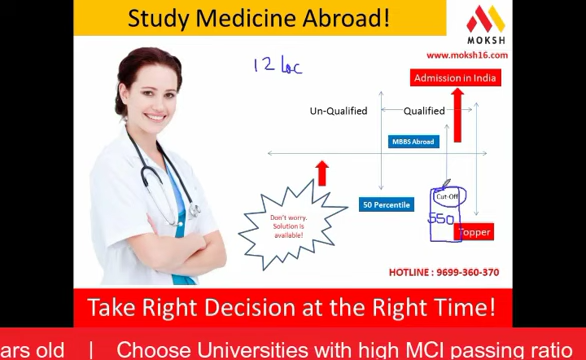 Study Medicine Abroad!
MOKSH
www.moksh16.com
12 Lac
Admission in India
Un-Qualified
Qualified
MBBS Abroad
Cut-Off
50 Percentile
550
Don't worry.
Solution is
available!
Topper
HOTLINE : 9699-360-370
Take Right Decision at the Right Time!
ars old | Choose Universities with high MCI passing ratio